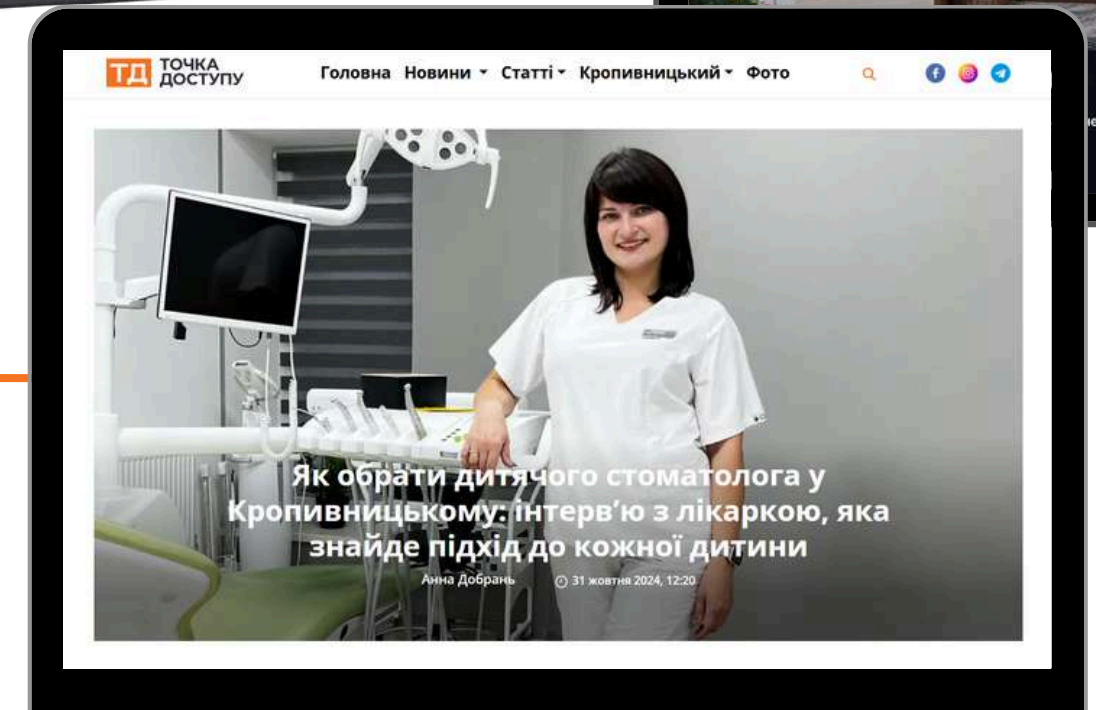 ТД ТОЧКА
ДОСТУПУ
Головна Новини Статті Кропивницький Фото
Як обрати дитячого стоматолога у
Кропивницькому: інтерв'ю з лікаркою, яка
знайде підхід до кожної дитини
Анна Добрань 31 жовтня 2024, 12:20